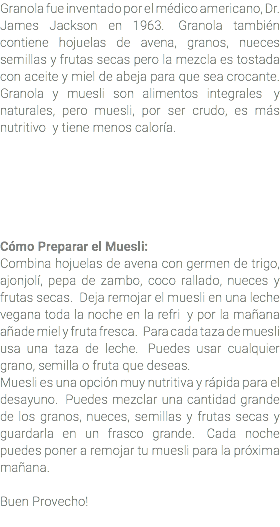 Granola fue inventado por el médico americano, Dr.
James Jackson en 1963. Granola también
contiene hojuelas de avena, granos, nueces
semillas y frutas secas pero la mezcla es tostada
con aceite y miel de abeja para que sea crocante.
Granola y muesli son alimentos integrales y
naturales, pero muesli, por ser crudo, es más
nutritivo y tiene menos caloría.
Cómo Preparar el Muesli:
Combina hojuelas de avena con germen de trigo,
ajonjolí, pepa de zambo, coco rallado, nueces y
frutas secas. Deja remojar el muesli en una leche
vegana toda la noche en la refri y por la mañana
añade miel y fruta fresca. Para cada taza de muesli
usa una taza de leche. Puedes usar cualquier
grano, semilla o fruta que deseas.
Muesli es una opción muy nutritiva y rápida para el
desayuno. Puedes mezclar una cantidad grande
de los granos, nueces, semillas y frutas secas y
guardarla en un frasco grande. Cada noche
puedes poner a remojar tu muesli para la próxima
mañana.
Buen Provecho!